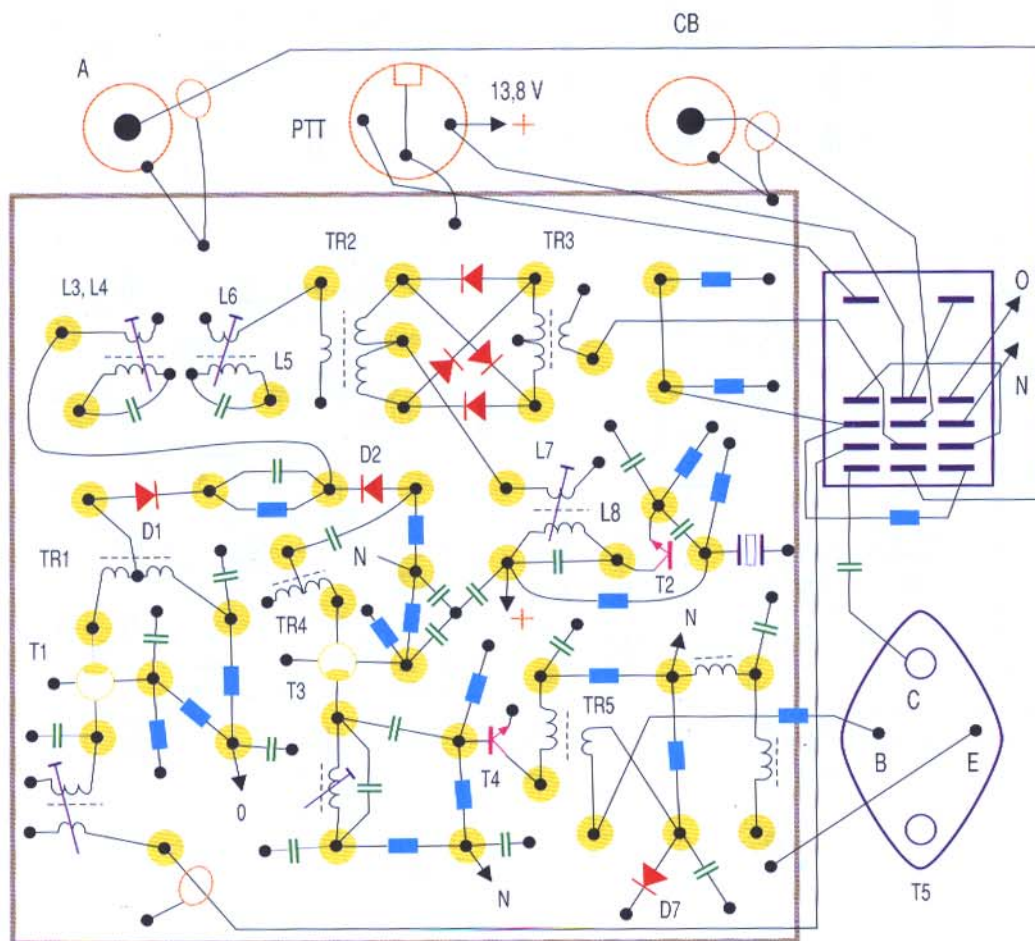 CB
A
13,8 V
+
PTT
TR2
TR3
L3, L4
L6
L5
O
N
D2
L7
D1
L8
TR1
N
T2
TR4
+
N
T1
T3
TR5
C
B
E
T4
0
N
D7
T5